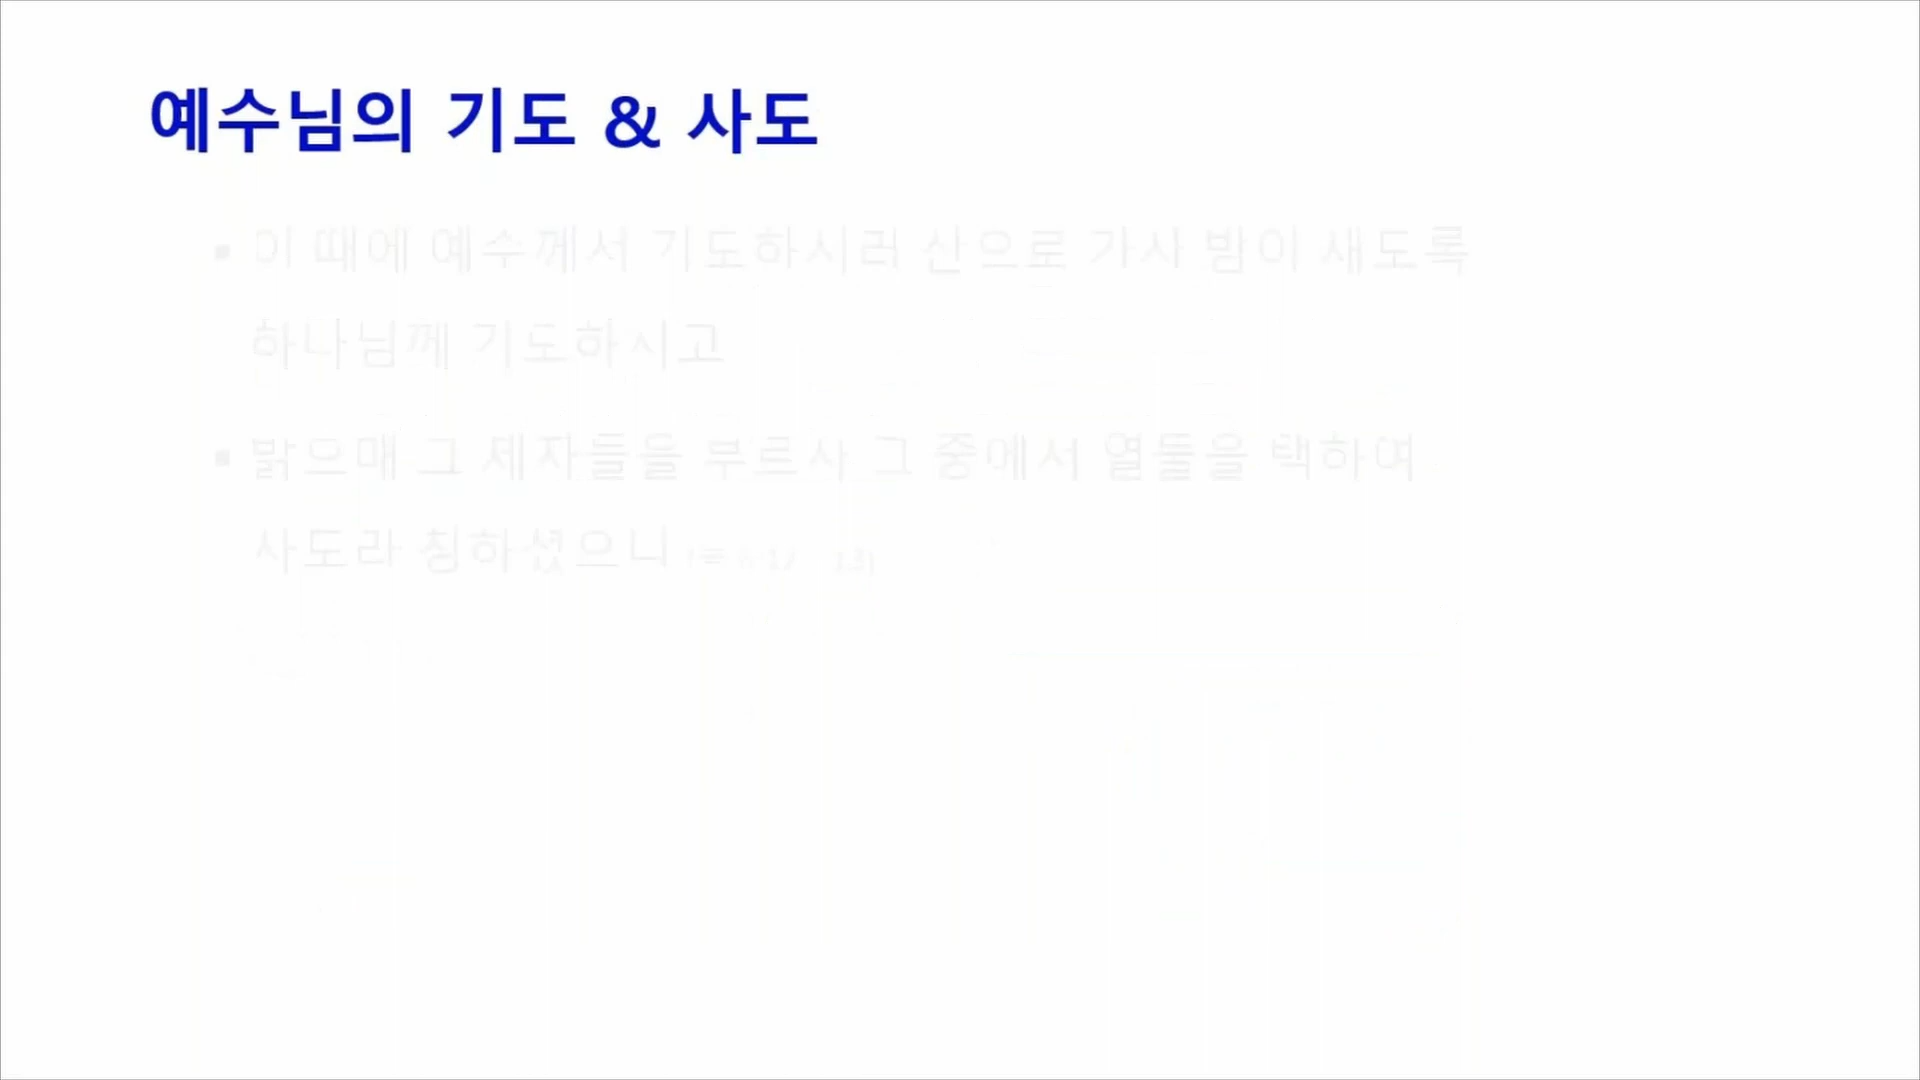 예수님의 기도 & 사도
▪ 이 때에 예수께서 기도하시러 산으로 가사 밤이 새도록
하나님께 기도하시고
▪ 밝으매 그 제자들을 부르사 그 중에서 열둘을 택하여
사도라 칭하셨으니